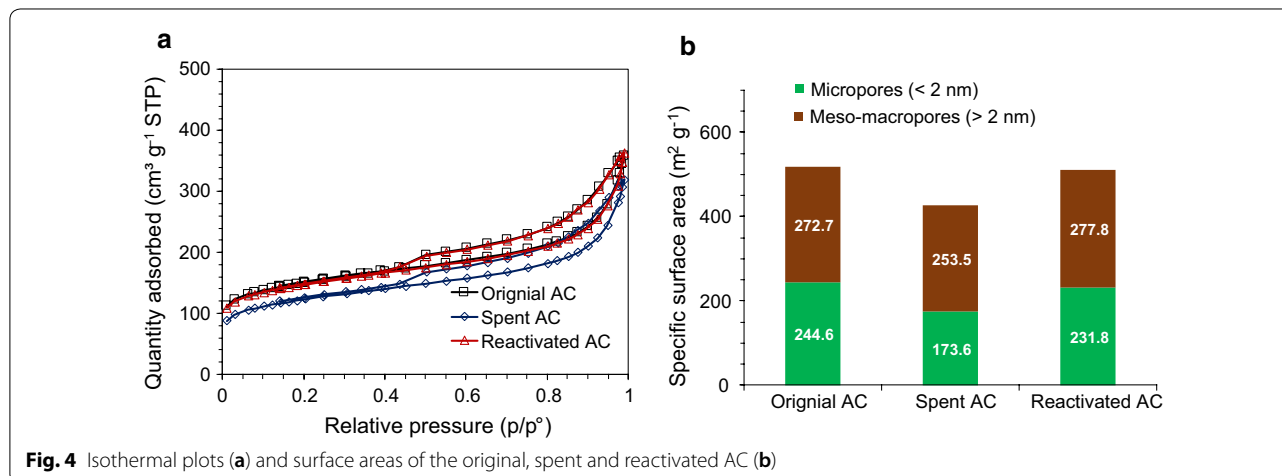 a
500
400
300
200
100
0
Quantity adsorbed (cm³ g⁻¹ STP)
Orignial AC
Spent AC
Reactivated AC
0 0.2 0.4 0.6 0.8 1
Relative pressure (p/p°)
b
Micropores (< 2 nm)
Meso-macropores (> 2 nm)
600
400
200
0
Specific surface area (m² g⁻¹)
272.7 253.5 277.8
244.6 173.6 231.8
Orignial AC Spent AC Reactivated AC
Fig. 4 Isothermal plots (a) and surface areas of the original, spent and reactivated AC (b)